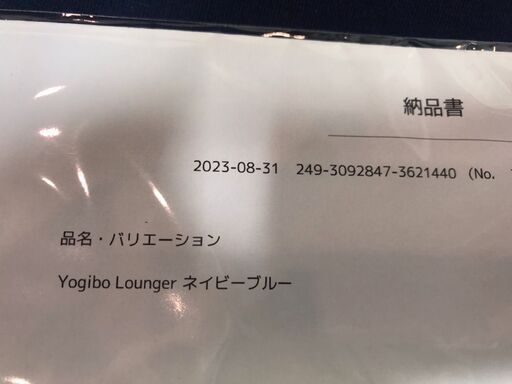 納品書
2023-08-31 249-3092847-3621440 (No.
品名・バリエーション
Yogibo Lounger ネイビーブルー